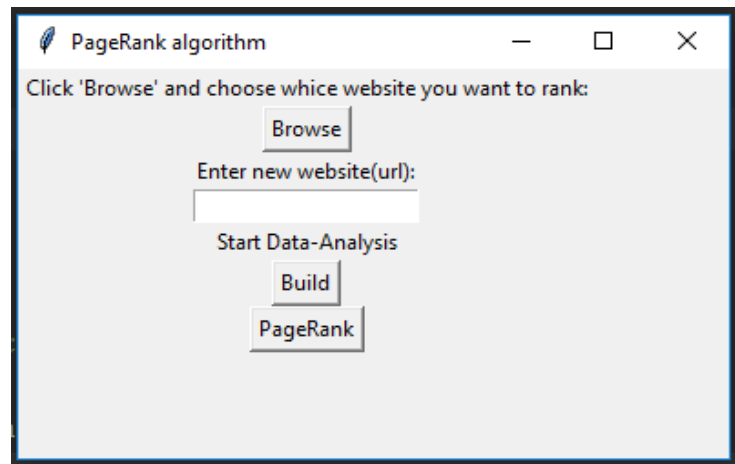 PageRank algorithm
Click 'Browse' and choose whice website you want to rank:
Browse
Enter new website(url):
Start Data-Analysis
Build
PageRank